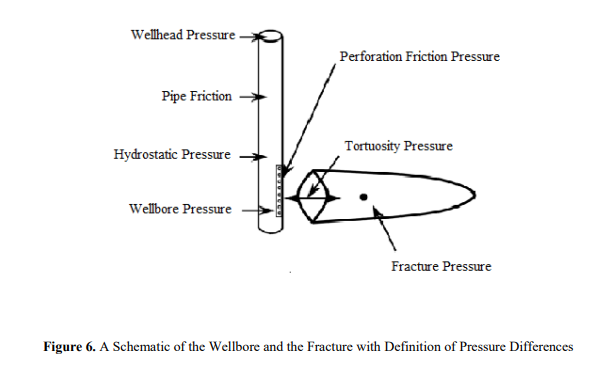 Wellhead Pressure
Perforation Friction Pressure
Pipe Friction
Tortuosity Pressure
Hydrostatic Pressure
Wellbore Pressure
Fracture Pressure
Figure 6. A Schematic of the Wellbore and the Fracture with Definition of Pressure Differences